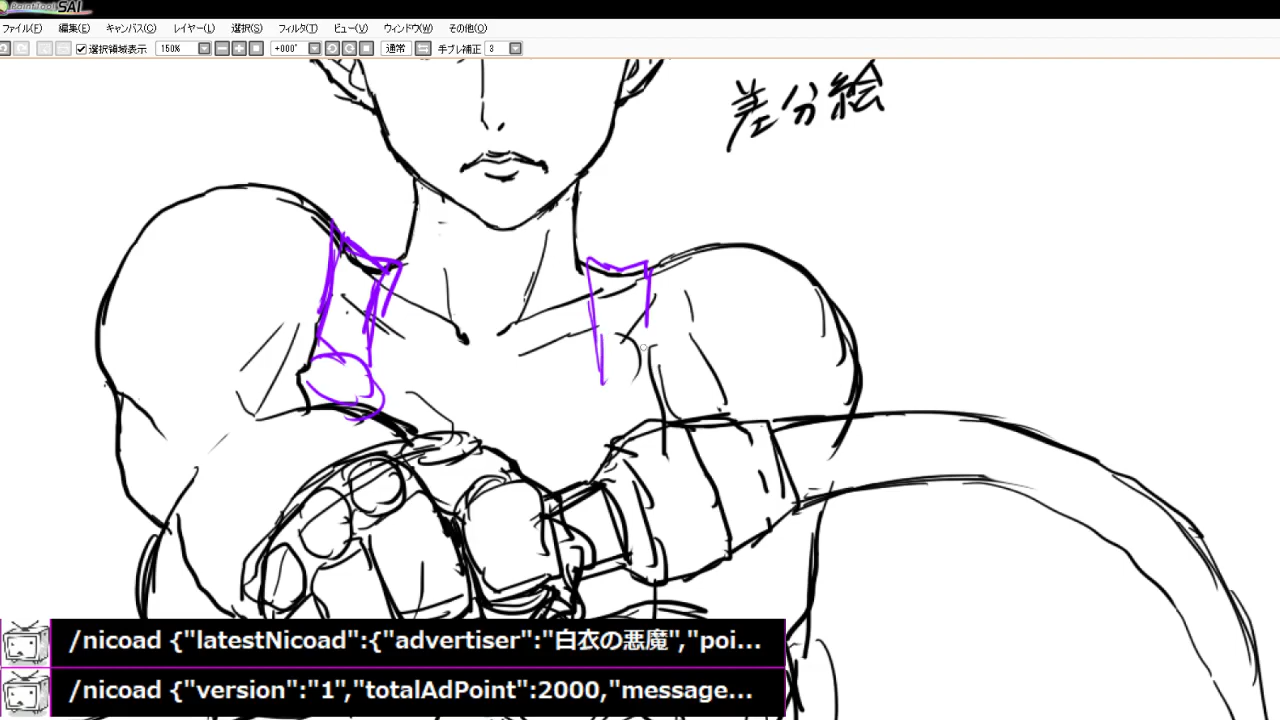 PaintTool SAI
ファイル(F) 編集(E) キャンバス(C) レイヤー(L) 選択(S) フィルタ(T) ビュー(V) ウィンドウ(W) その他(O)
選択領域表示 150% +000° 通常 手ブレ補正 3
差分絵
/nicoad {"latestNicoad":{"advertiser":"白衣の悪魔","poi...
/nicoad {"version":"1","totalAdPoint":2000,"message...